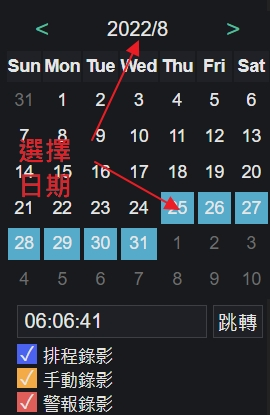 < 2022/8 >
Sun Mon Tue Wed Thu Fri Sat
31 1 2 3 4 5 6
7 8 9 10 11 12 13
選擇
14 15 16 17 18 19 20
日期
21 22 23 24 25 26 27
28 29 30 31 1 2 3
4 5 6 7 8 9 10
06:06:41 跳轉
排程錄影
手動錄影
警報錄影